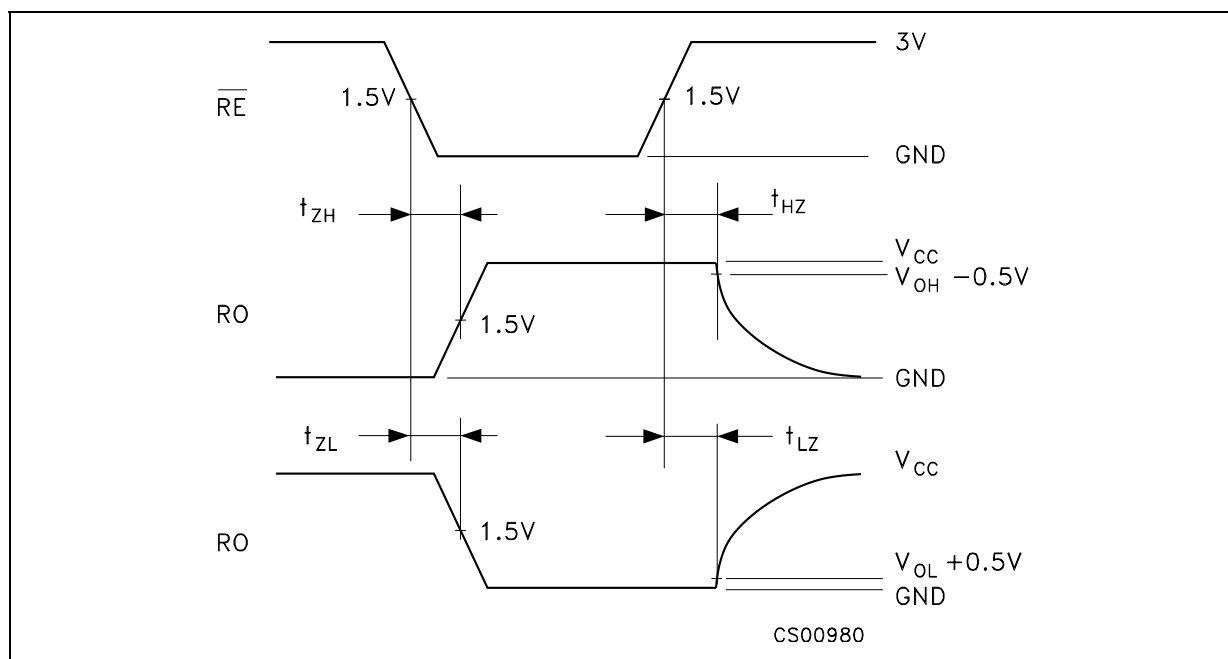 3V
R̅E̅
1.5V
1.5V
GND
tZH
tHZ
VCC
VOH -0.5V
RO
1.5V
GND
tZL
tLZ
VCC
1.5V
RO
VOL +0.5V
GND
CS00980